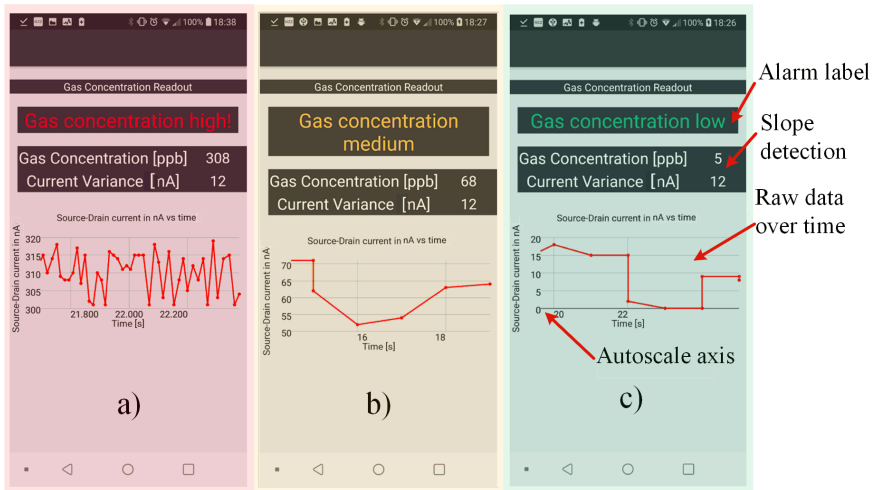 100% 18:38
Gas Concentration Readout
Gas concentration high!
Gas Concentration [ppb] 308
Current Variance [nA] 12
Source-Drain current in nA vs time
Source-Drain current in nA
320
315
310
305
300
21.800 22.000 22.200
Time [s]
a)
100% 18:27
Gas Concentration Readout
Gas concentration
medium
Gas Concentration [ppb] 68
Current Variance [nA] 12
Source-Drain current in nA vs time
Source-Drain current in nA
70
65
60
55
50
16 18
Time [s]
b)
100% 18:26
Gas Concentration Readout
Gas concentration low
Gas Concentration [ppb] 5
Current Variance [nA] 12
Source-Drain current in nA vs time
Source-Drain current in nA
20
15
10
5
0
20 22
Time [s]
c)
Alarm label
Slope
detection
Raw data
over time
Autoscale axis